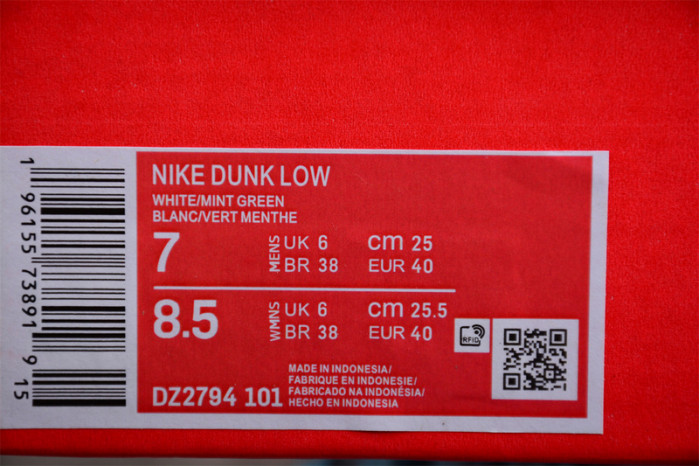 1 96155 73891 9 15
NIKE DUNK LOW
WHITE/MINT GREEN
BLANC/VERT MENTHE
7 MENS UK 6 cm 25
BR 38 EUR 40
8.5 WMNS UK 6 cm 25.5
BR 38 EUR 40
RFID
MADE IN INDONESIA/
FABRIQUE EN INDONESIE/
FABRICADO NA INDONÉSIA/
DZ2794 101 HECHO EN INDONESIA